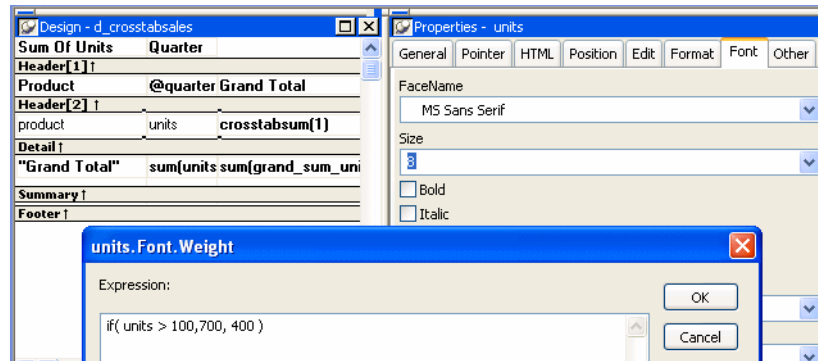 Design - d_crosstabsales
Sum Of Units Quarter
Header[1]↑
Product @quarter Grand Total
Header[2] ↑
product units crosstabsum(1)
Detail↑
"Grand Total" sum(units sum(grand_sum_uni
Summary↑
Footer↑
Properties - units
General Pointer HTML Position Edit Format Font Other
FaceName
MS Sans Serif
Size
8
Bold
Italic
units.Font.Weight
Expression:
if( units > 100,700, 400 )
OK
Cancel